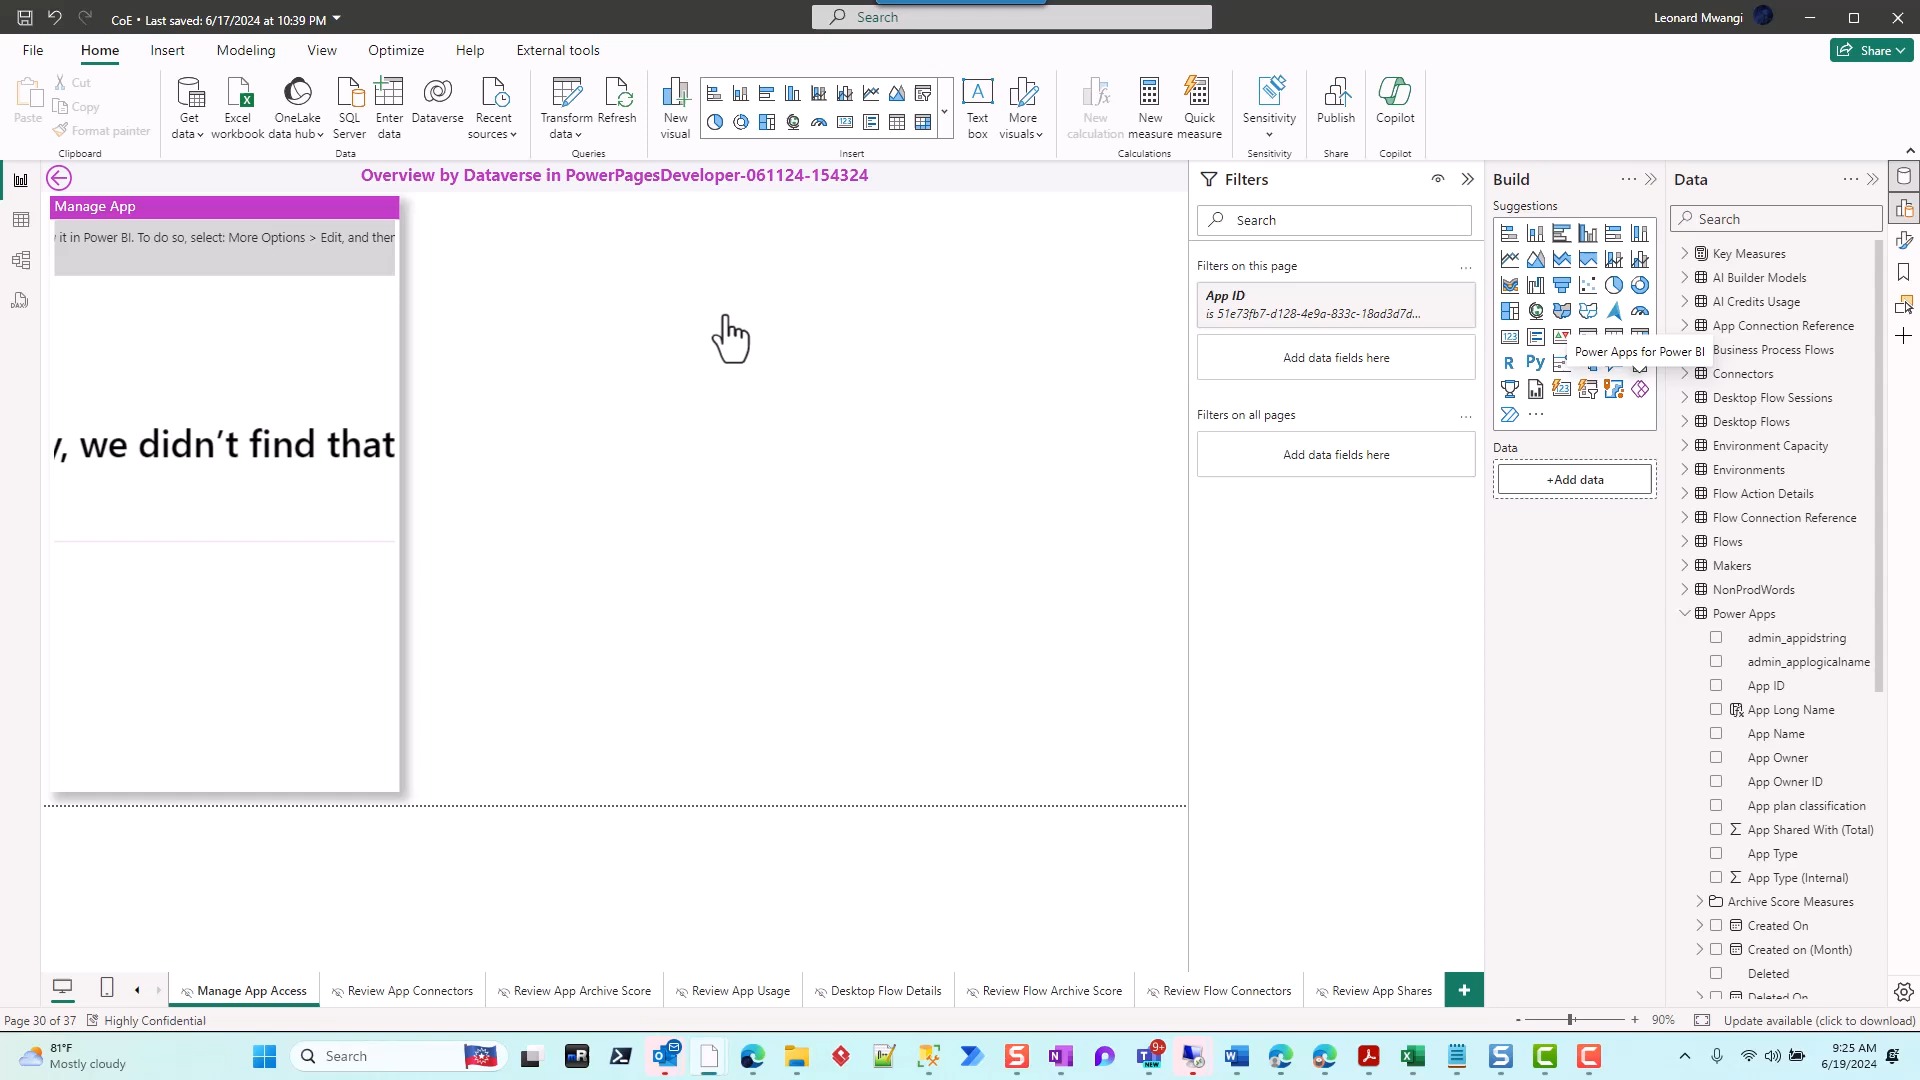 CoE • Last saved: 6/17/2024 at 10:39 PM
Search
Leonard Mwangi
File
Home
Insert
Modeling
View
Optimize
Help
External tools
Share
Paste
Cut
Copy
Format painter
Clipboard
Get data
Excel workbook
OneLake data hub
SQL Server
Enter data
Dataverse
Recent sources
Data
Transform data
Refresh
Queries
New visual
Text box
More visuals
Insert
New calculation
New measure
Quick measure
Calculations
Sensitivity
Sensitivity
Publish
Share
Copilot
Copilot
Overview by Dataverse in PowerPagesDeveloper-061124-154324
Manage App
it in Power BI. To do so, select: More Options > Edit, and then
y, we didn't find that
Filters
Search
Filters on this page
App ID
is 51e73fb7-d128-4e9a-833c-18ad3d7d...
Add data fields here
Filters on all pages
Add data fields here
Build
Suggestions
Power Apps for Power BI
R
Py
123
Data
+Add data
Data
Search
Key Measures
AI Builder Models
AI Credits Usage
App Connection Reference
Business Process Flows
Connectors
Desktop Flow Sessions
Desktop Flows
Environment Capacity
Environments
Flow Action Details
Flow Connection Reference
Flows
Makers
NonProdWords
Power Apps
admin_appidstring
admin_applogicalname
App ID
App Long Name
App Name
App Owner
App Owner ID
App plan classification
App Shared With (Total)
App Type
App Type (Internal)
Archive Score Measures
Created On
Created on (Month)
Deleted
Deleted On
Manage App Access
Review App Connectors
Review App Archive Score
Review App Usage
Desktop Flow Details
Review Flow Archive Score
Review Flow Connectors
Review App Shares
Page 30 of 37
Highly Confidential
90%
Update available (click to download)
81°F
Mostly cloudy
Search
9:25 AM
6/19/2024